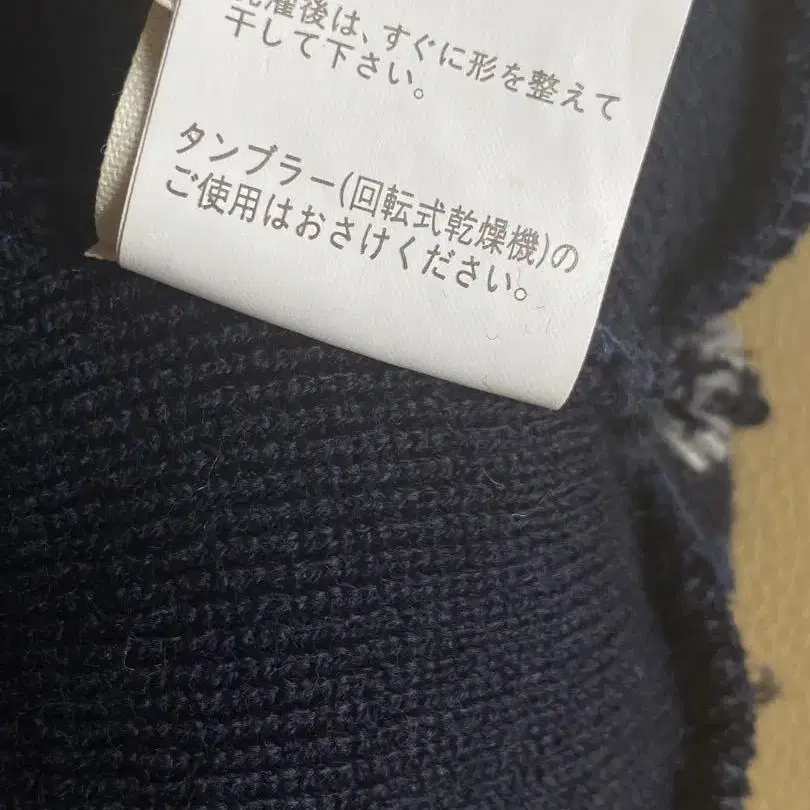 洗濯後は、すぐに形を整えて
干して下さい。
タンブラー(回転式乾燥機)の
ご使用はおさけください。